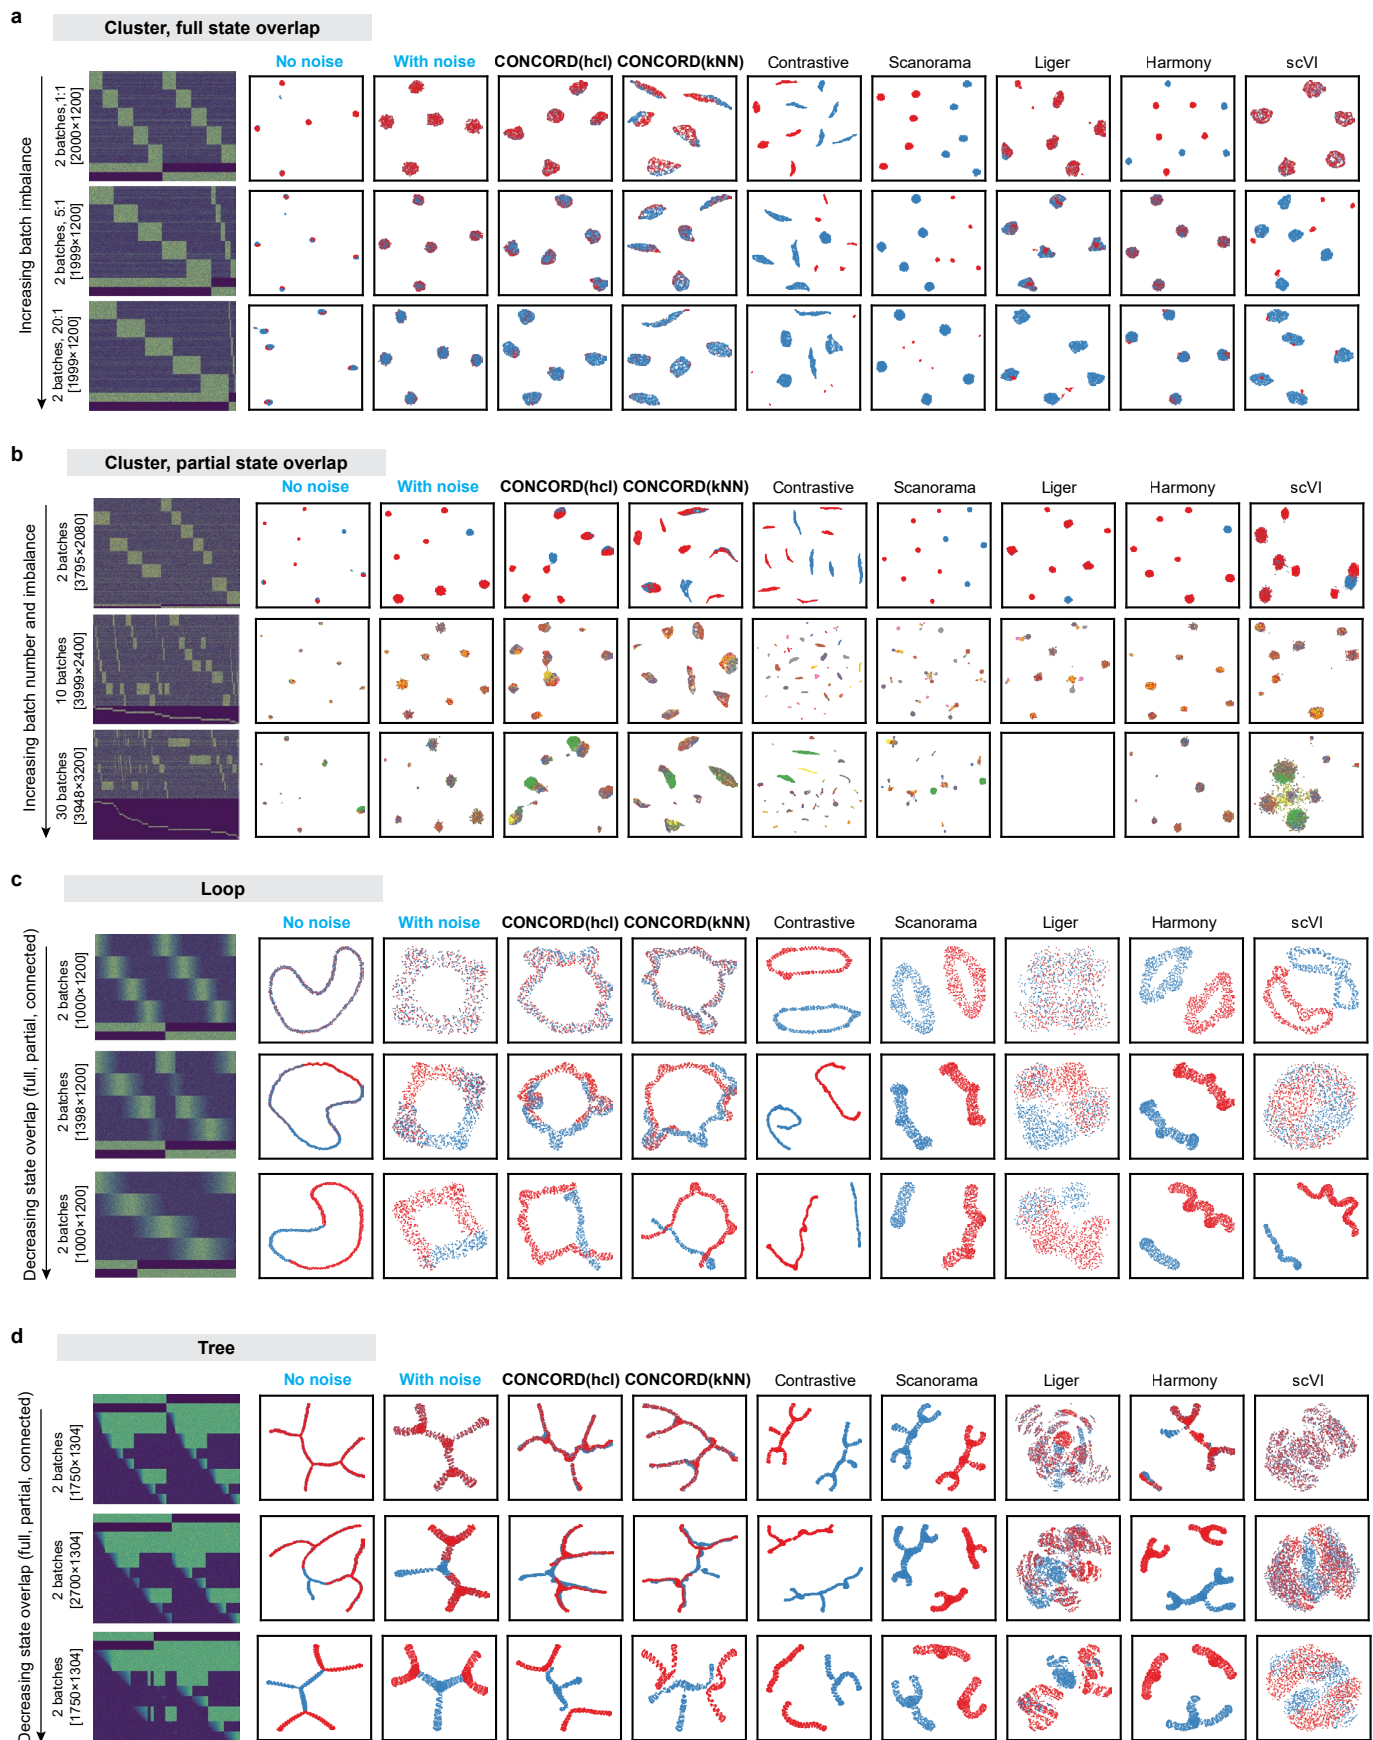 a
Cluster, full state overlap
No noise
With noise
CONCORD(hcl)
CONCORD(kNN)
Contrastive
Scanorama
Liger
Harmony
scVI
Increasing batch imbalance
2 batches,1:1
[2000×1200]
2 batches, 5:1
[1999×1200]
2 batches, 20:1
[1999×1200]
b
Cluster, partial state overlap
No noise
With noise
CONCORD(hcl)
CONCORD(kNN)
Contrastive
Scanorama
Liger
Harmony
scVI
Increasing batch number and imbalance
2 batches
[3795×2080]
10 batches
[3999×2400]
30 batches
[3948×3200]
c
Loop
No noise
With noise
CONCORD(hcl)
CONCORD(kNN)
Contrastive
Scanorama
Liger
Harmony
scVI
Decreasing state overlap (full, partial, connected)
2 batches
[1000×1200]
2 batches
[1398×1200]
2 batches
[1000×1200]
d
Tree
No noise
With noise
CONCORD(hcl)
CONCORD(kNN)
Contrastive
Scanorama
Liger
Harmony
scVI
Decreasing state overlap (full, partial, connected)
2 batches
[1750×1304]
2 batches
[2700×1304]
2 batches
[1750×1304]